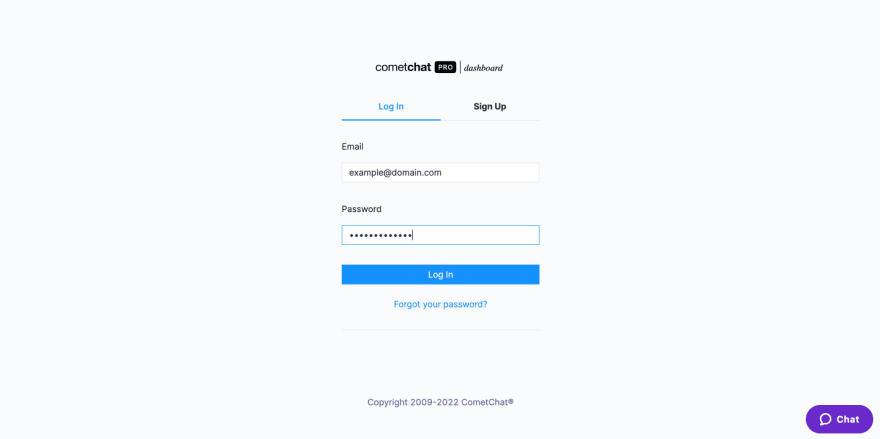 cometchat PRO | dashboard
Log In Sign Up
Email
example@domain.com
Password
•••••••••••••
Log In
Forgot your password?
Copyright 2009-2022 CometChat®
Chat